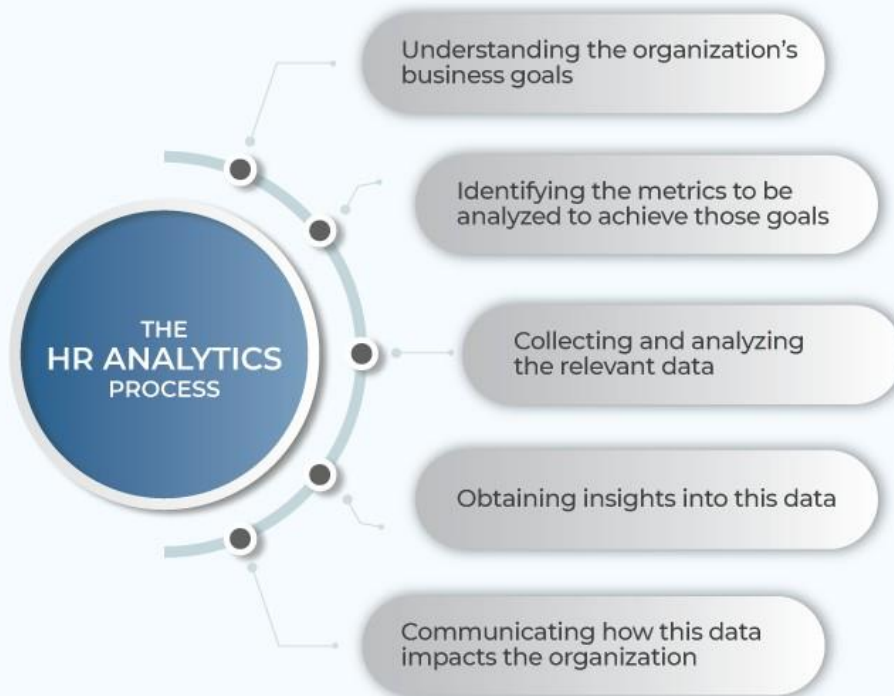 Understanding the organization's
business goals
Identifying the metrics to be
analyzed to achieve those goals
THE
HR ANALYTICS
PROCESS
Collecting and analyzing
the relevant data
Obtaining insights into this data
Communicating how this data
impacts the organization